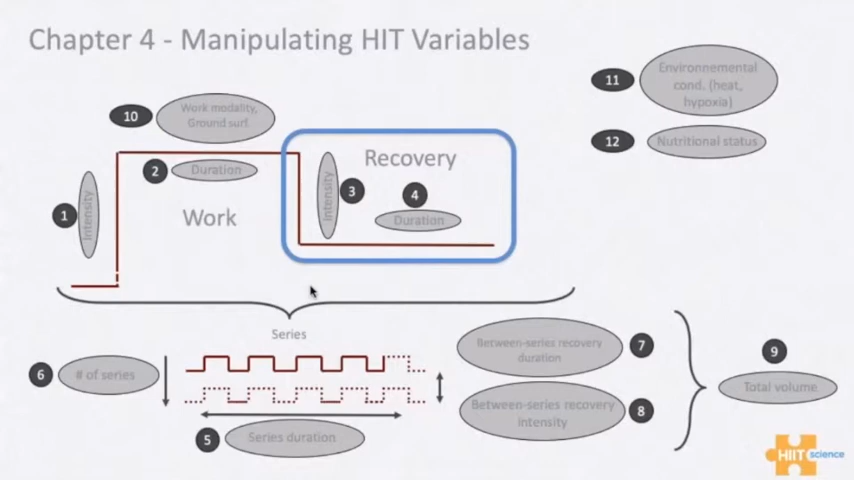 Chapter 4 - Manipulating HIT Variables
11
Environnemental
cond. (heat,
hypoxia)
10
Work modality,
Ground surf.
12
Nutritional status
2
Duration
Recovery
1
Intensity
Work
Intensity
3
4
Duration
Series
6
# of series
Between-series recovery
duration
7
9
Total volume
Between-series recovery
intensity
8
5
Series duration
HIIT science